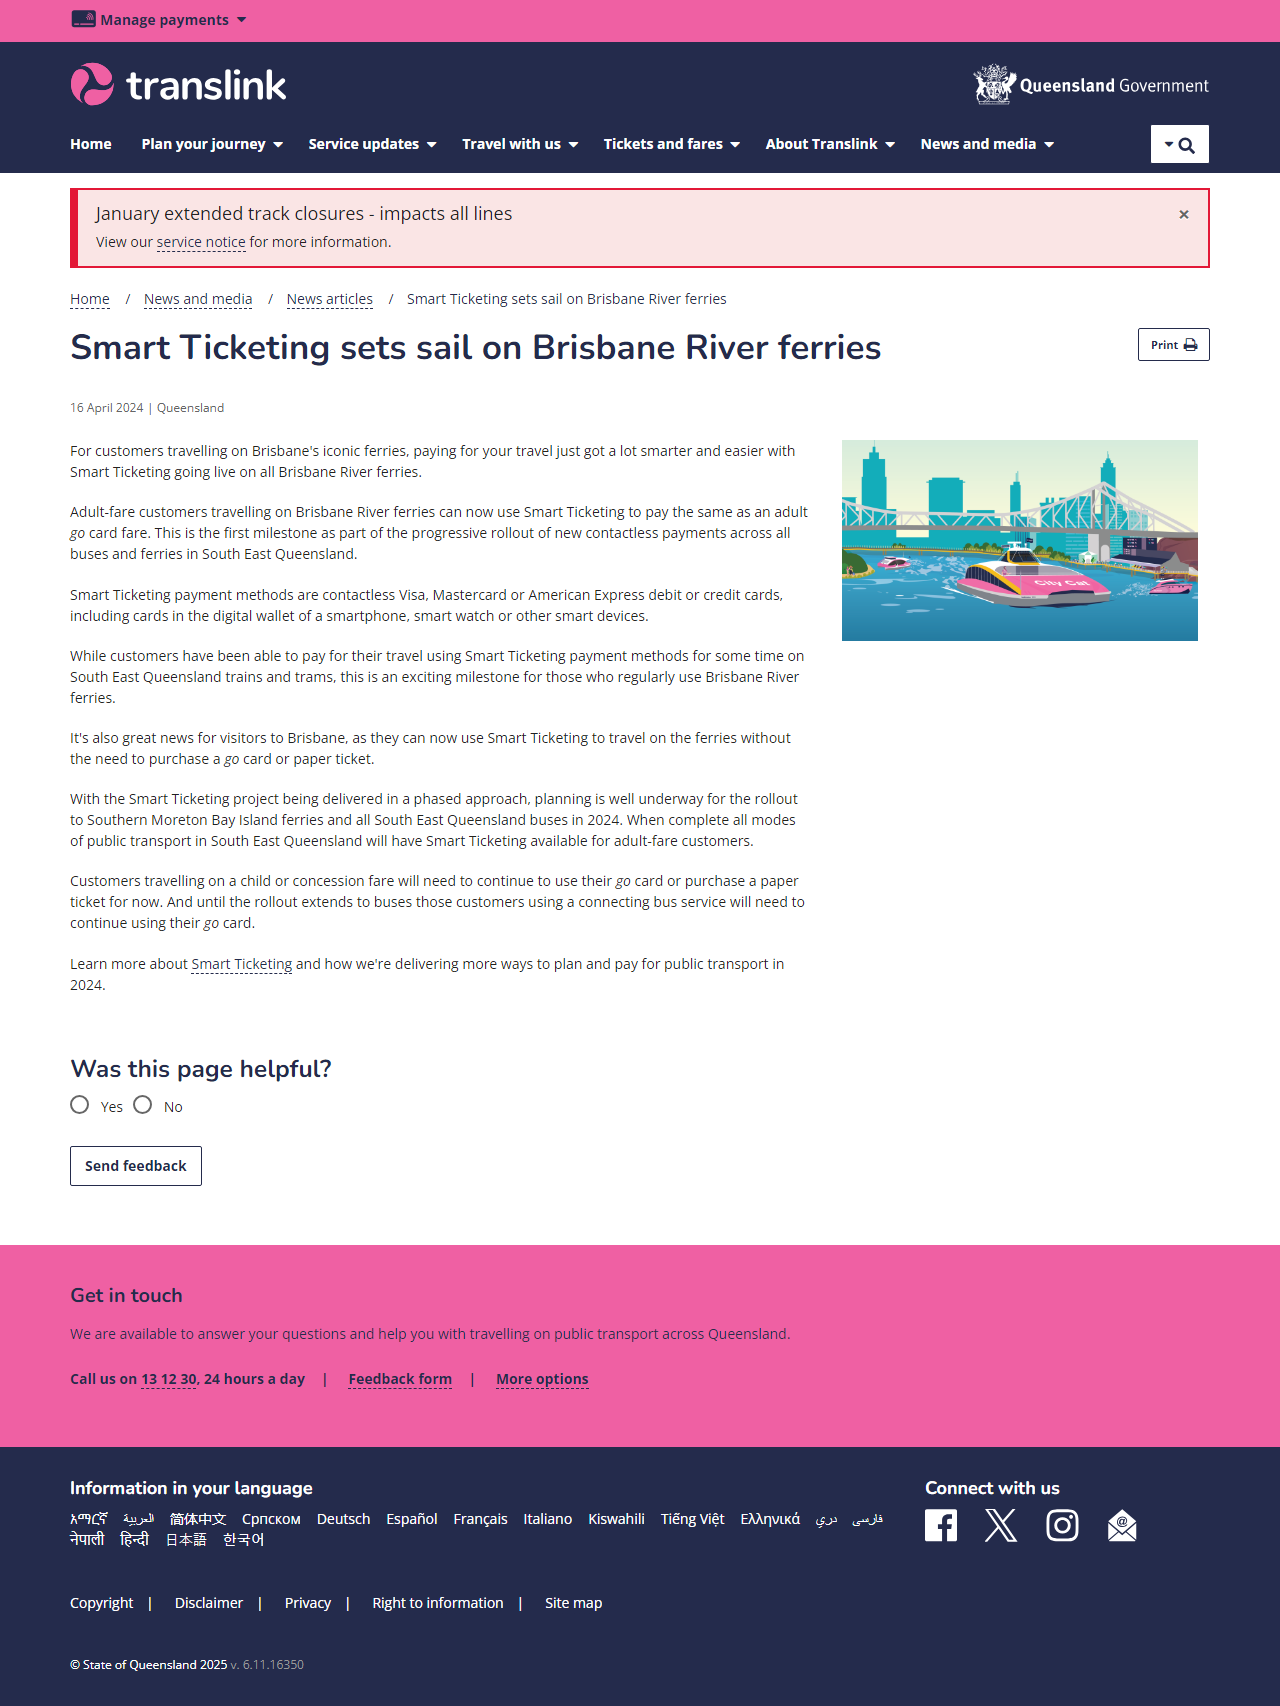 Manage payments
translink
Queensland Government
Home Plan your journey Service updates Travel with us Tickets and fares About Translink News and media
January extended track closures - impacts all lines ×
View our service notice for more information.
Home / News and media / News articles / Smart Ticketing sets sail on Brisbane River ferries
Smart Ticketing sets sail on Brisbane River ferries
Print
16 April 2024 | Queensland
For customers travelling on Brisbane's iconic ferries, paying for your travel just got a lot smarter and easier with
Smart Ticketing going live on all Brisbane River ferries.
Adult-fare customers travelling on Brisbane River ferries can now use Smart Ticketing to pay the same as an adult
go card fare. This is the first milestone as part of the progressive rollout of new contactless payments across all
buses and ferries in South East Queensland.
Smart Ticketing payment methods are contactless Visa, Mastercard or American Express debit or credit cards,
including cards in the digital wallet of a smartphone, smart watch or other smart devices.
While customers have been able to pay for their travel using Smart Ticketing payment methods for some time on
South East Queensland trains and trams, this is an exciting milestone for those who regularly use Brisbane River
ferries.
It's also great news for visitors to Brisbane, as they can now use Smart Ticketing to travel on the ferries without
the need to purchase a go card or paper ticket.
With the Smart Ticketing project being delivered in a phased approach, planning is well underway for the rollout
to Southern Moreton Bay Island ferries and all South East Queensland buses in 2024. When complete all modes
of public transport in South East Queensland will have Smart Ticketing available for adult-fare customers.
Customers travelling on a child or concession fare will need to continue to use their go card or purchase a paper
ticket for now. And until the rollout extends to buses those customers using a connecting bus service will need to
continue using their go card.
Learn more about Smart Ticketing and how we're delivering more ways to plan and pay for public transport in
2024.
City Cat
Was this page helpful?
Yes No
Send feedback
Get in touch
We are available to answer your questions and help you with travelling on public transport across Queensland.
Call us on 13 12 30, 24 hours a day | Feedback form | More options
Information in your language
አማርኛ العربية 简体中文 Српском Deutsch Español Français Italiano Kiswahili Tiếng Việt Ελληνικά دري فارسی
नेपाली हिन्दी 日本語 한국어
Connect with us
Copyright | Disclaimer | Privacy | Right to information | Site map
© State of Queensland 2025 v. 6.11.16350